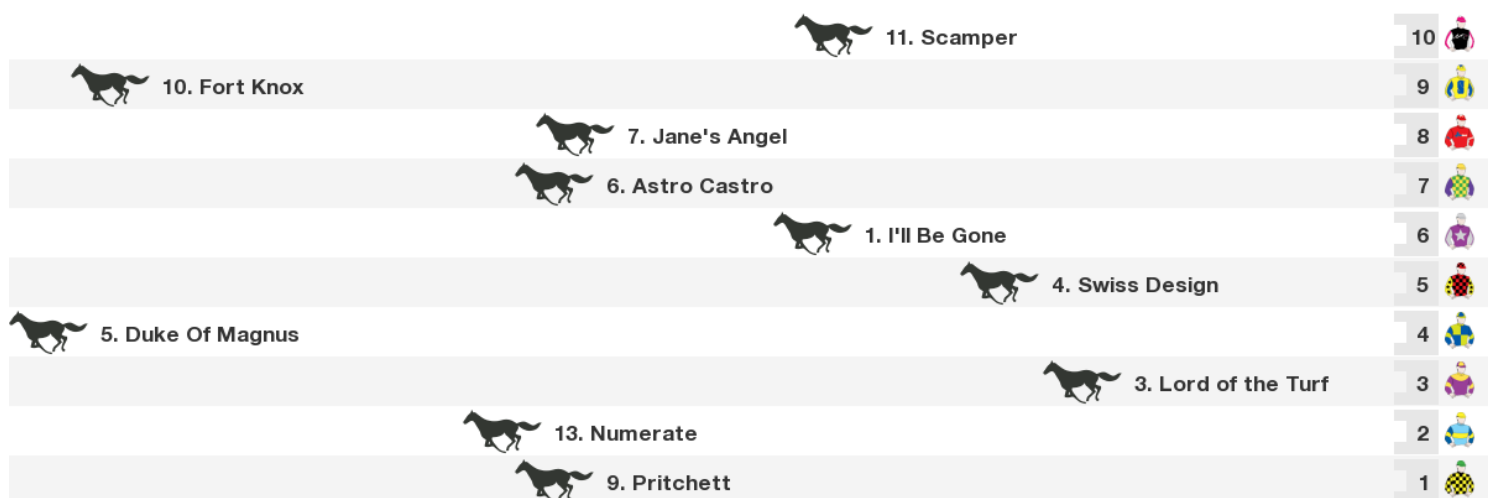 11. Scamper 10
10. Fort Knox 9
7. Jane's Angel 8
6. Astro Castro 7
1. I'll Be Gone 6
4. Swiss Design 5
5. Duke Of Magnus 4
3. Lord of the Turf 3
13. Numerate 2
9. Pritchett 1